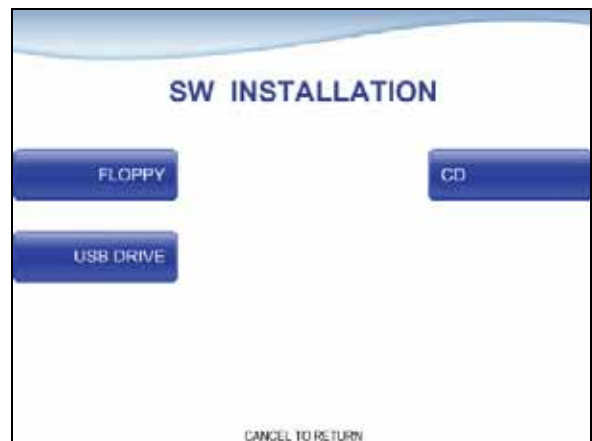 SW INSTALLATION
FLOPPY
CD
USB DRIVE
CANCEL TO RETURN